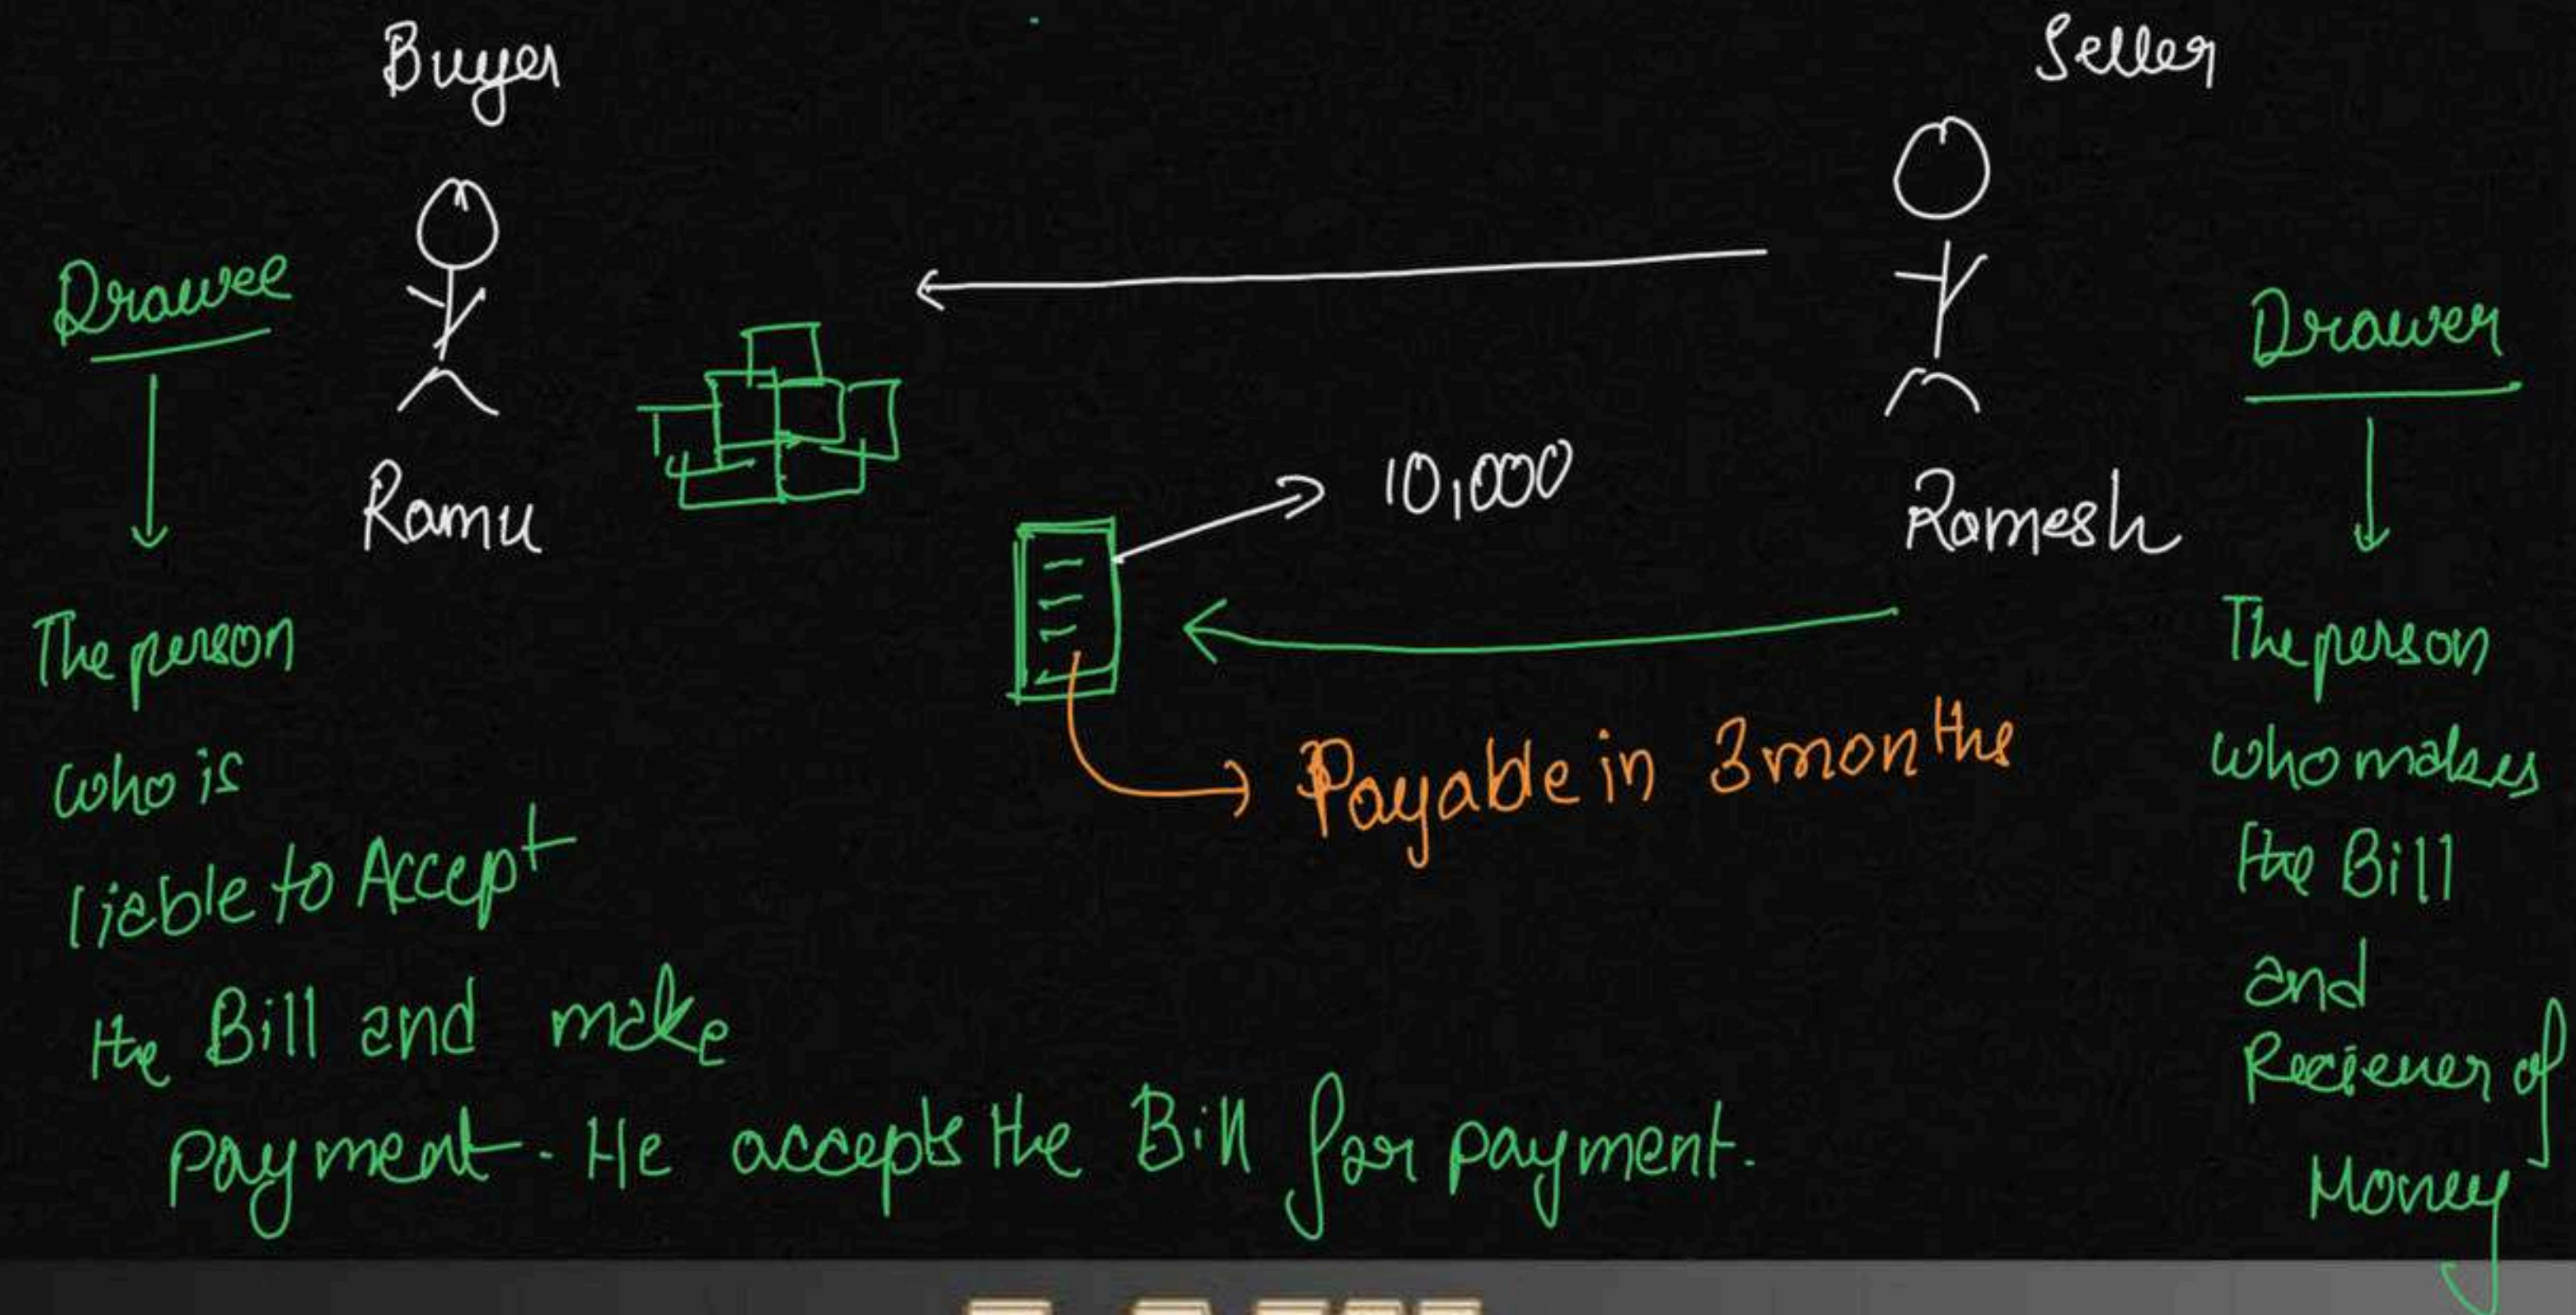 Buyer
Seller
Drawee
Drawer
Ramu
10,000
Ramesh
Payable in 3 months
The person
who is
liable to Accept
the Bill and make
payment. He accepts the Bill for payment.
The person
who makes
the Bill
and
Reciever of
Money